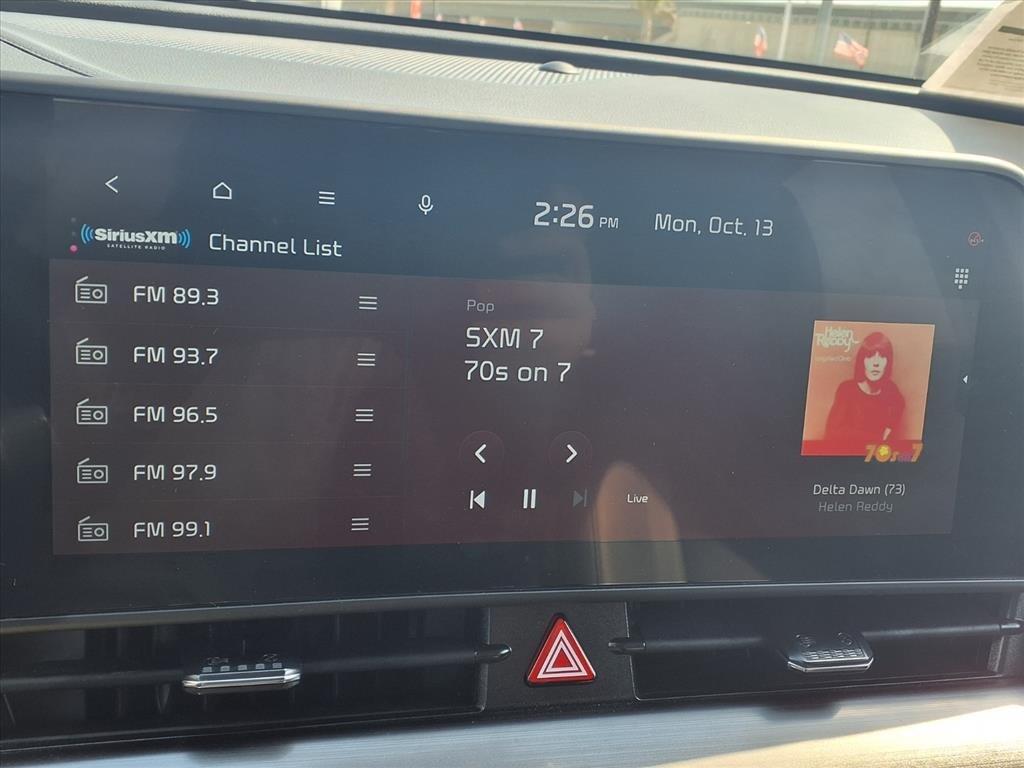 2:26 PM
Mon, Oct. 13
SiriusXM
SATELLITE RADIO
Channel List
FM 89.3
FM 93.7
FM 96.5
FM 97.9
FM 99.1
Pop
SXM 7
70s on 7
Live
Helen
Reddy
70s on 7
Delta Dawn (73)
Helen Reddy